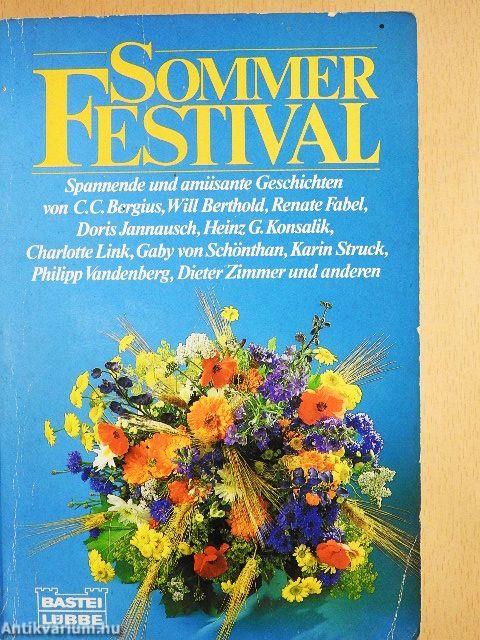 SOMMER
FESTIVAL
Spannende und amüsante Geschichten
von C.C. Bergius, Will Berthold, Renate Fabel,
Doris Jannausch, Heinz G. Konsalik,
Charlotte Link, Gaby von Schönthan, Karin Struck,
Philipp Vandenberg, Dieter Zimmer und anderen
BASTEI
LÜBBE
Antikvarium.hu